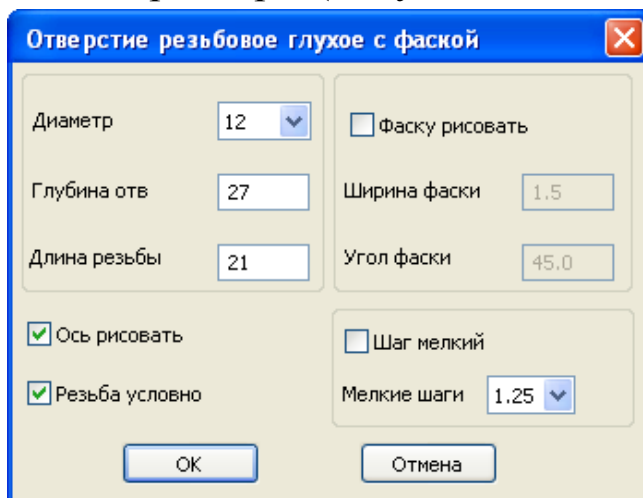 Отверстие резьбовое глухое с фаской
Диаметр 12
Фаску рисовать
Глубина отв 27
Ширина фаски 1.5
Длина резьбы 21
Угол фаски 45.0
Ось рисовать
Шаг мелкий
Резьба условно
Мелкие шаги 1.25
OK
Отмена